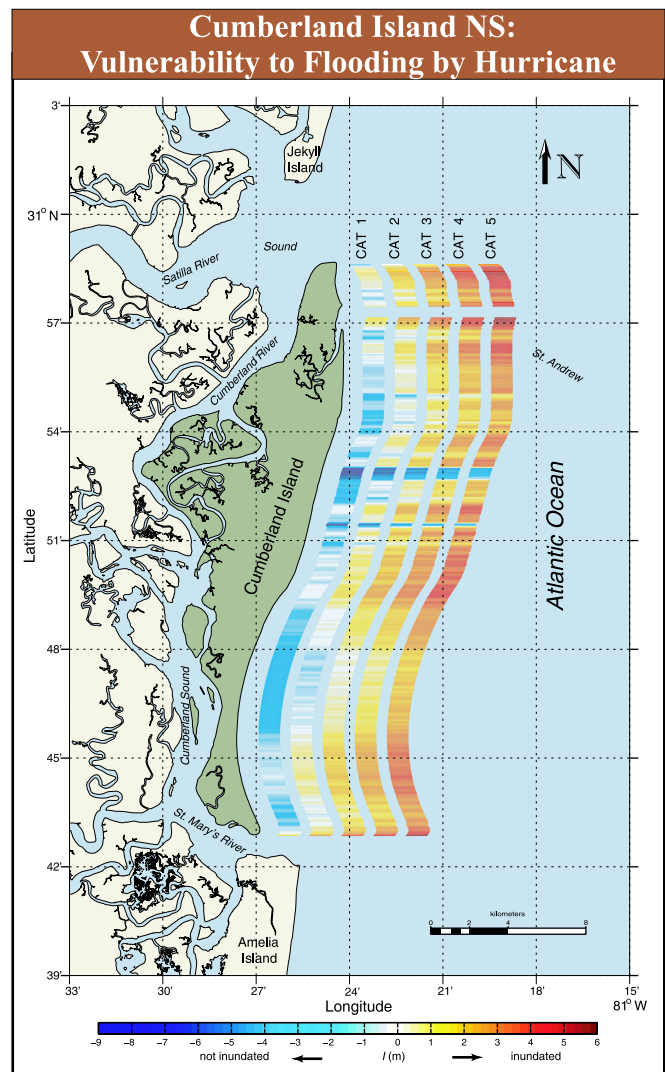 Cumberland Island NS:
Vulnerability to Flooding by Hurricane
3'
Jekyll
Island
N
31° N
Sound
Satilla River
CAT 1
CAT 2
CAT 3
CAT 4
CAT 5
57'
St. Andrew
Cumberland River
54'
Cumberland Island
Atlantic Ocean
Latitude
51'
48'
Cumberland Sound
45'
St. Mary's River
42'
Amelia
Island
kilometers
0 2 4 8
39'
33' 30' 27' 24' 21' 18' 15'
Longitude
81° W
−9 −8 −7 −6 −5 −4 −3 −2 −1 0 1 2 3 4 5 6
not inundated I (m) inundated